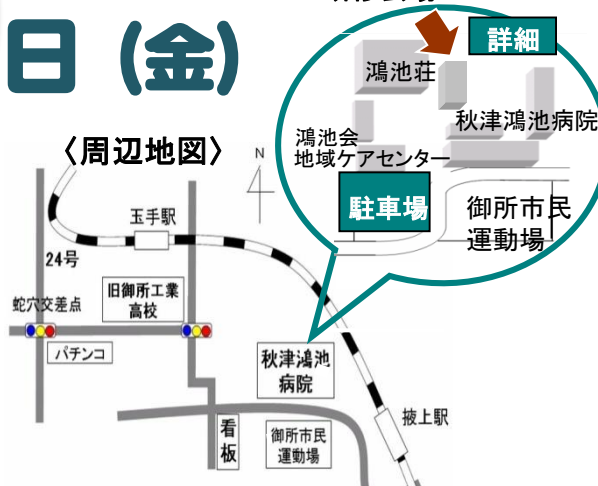 日(金)
詳細
鴻池荘
秋津鴻池病院
鴻池会
地域ケアセンター
駐車場
御所市民
運動場
〈周辺地図〉
N
玉手駅
24号
旧御所工業
高校
蛇穴交差点
パチンコ
秋津鴻池
病院
掖上駅
看
板
御所市民
運動場